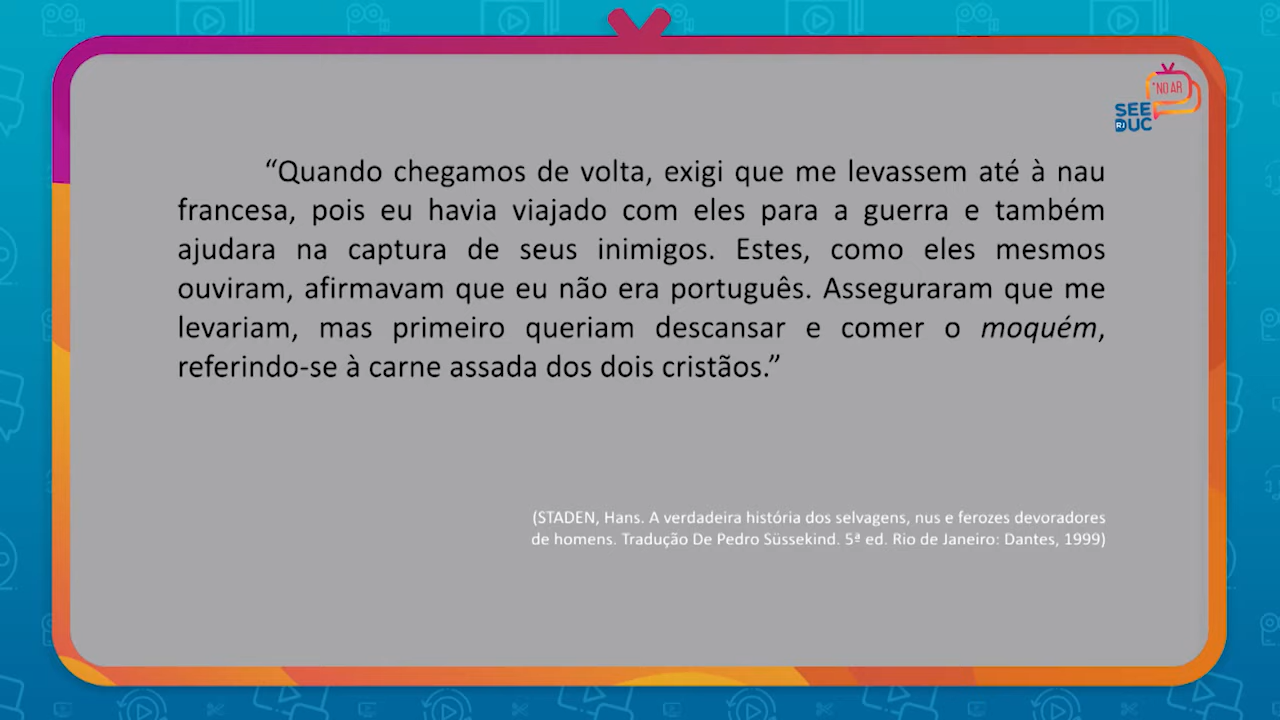 NO AR
SEE
RJ DUC
“Quando chegamos de volta, exigi que me levassem até à nau
francesa, pois eu havia viajado com eles para a guerra e também
ajudara na captura de seus inimigos. Estes, como eles mesmos
ouviram, afirmavam que eu não era português. Asseguraram que me
levariam, mas primeiro queriam descansar e comer o moquém,
referindo-se à carne assada dos dois cristãos.”
(STADEN, Hans. A verdadeira história dos selvagens, nus e ferozes devoradores
de homens. Tradução De Pedro Süssekind. 5ª ed. Rio de Janeiro: Dantes, 1999)